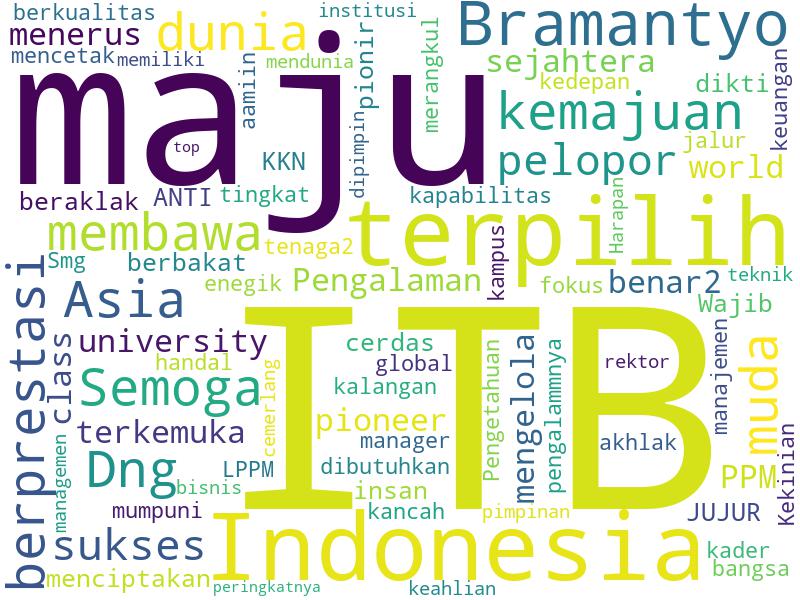 berkualitas
institusi
Bramantyo
menerus
dunia
mencetak
memiliki
mendunia
aamiin
pionir
merangkul
sejahtera
kedepan
dikti
keuangan
maju
top
KKN
dipimpin
kemajuan
jalur
pelopor
world
beraklak
ANTI
tingkat
kapabilitas
Harapan
membawa
tenaga2
terpilih
kampus
Smg
berbakat
enegik
Pengalaman
fokus
benar2
teknik
berprestasi
Asia
Wajib
class
university
handal
cemerlang
ITB
cerdas
global
kalangan
Pengetahuan
mengelola
pengalammnya
rektor
manajemen
muda
Semoga
pioneer
terkemuka
manager
akhlak
managemen
Dng
LPPM
dibutuhkan
PPM
Kekinian
bisnis
insan
mumpuni
kancah
pimpinan
JUJUR
sukses
Indonesia
kader
bangsa
menciptakan
peringkatnya
keahlian